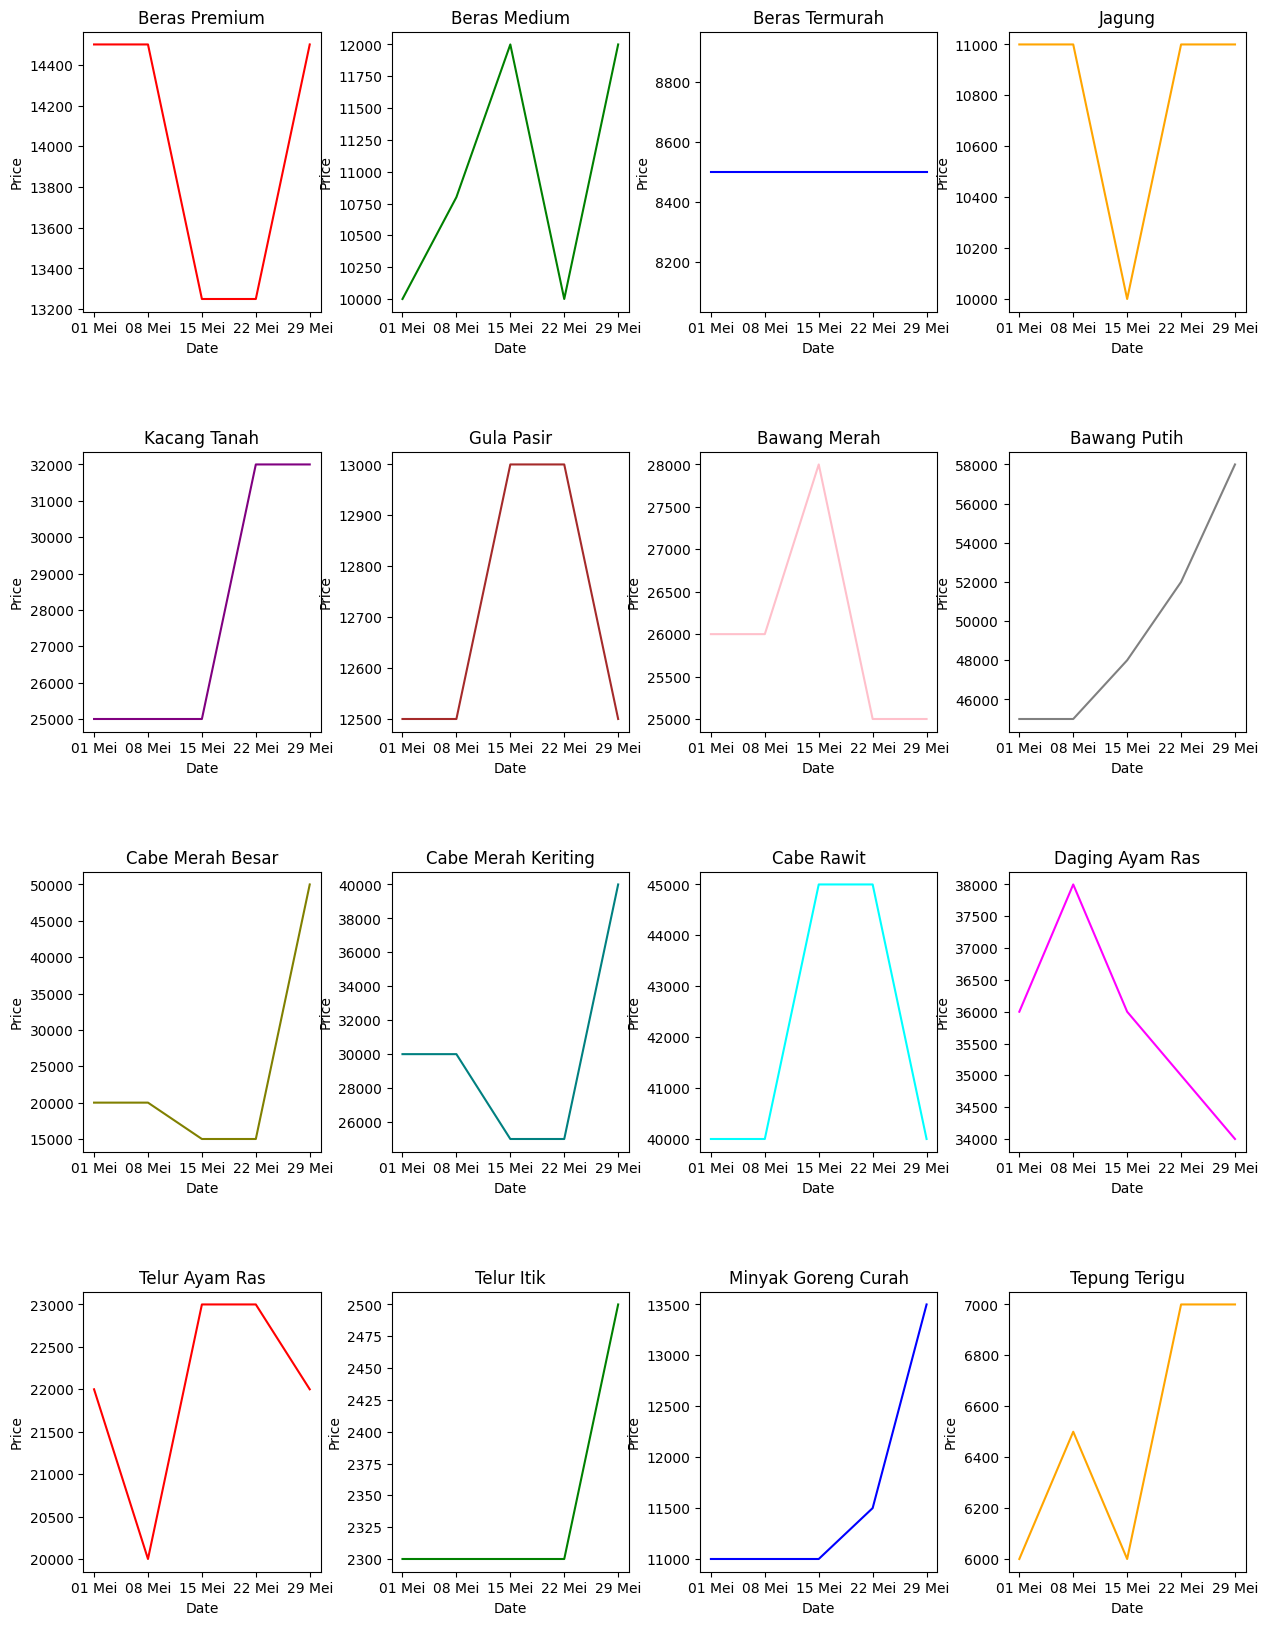 Beras Premium
Price
14400
14200
14000
13800
13600
13400
13200
01 Mei 08 Mei 15 Mei 22 Mei 29 Mei
Date
Beras Medium
Price
12000
11750
11500
11250
11000
10750
10500
10250
10000
01 Mei 08 Mei 15 Mei 22 Mei 29 Mei
Date
Beras Termurah
Price
8800
8600
8400
8200
01 Mei 08 Mei 15 Mei 22 Mei 29 Mei
Date
Jagung
Price
11000
10800
10600
10400
10200
10000
01 Mei 08 Mei 15 Mei 22 Mei 29 Mei
Date
Kacang Tanah
Price
32000
31000
30000
29000
28000
27000
26000
25000
01 Mei 08 Mei 15 Mei 22 Mei 29 Mei
Date
Gula Pasir
Price
13000
12900
12800
12700
12600
12500
01 Mei 08 Mei 15 Mei 22 Mei 29 Mei
Date
Bawang Merah
Price
28000
27500
27000
26500
26000
25500
25000
01 Mei 08 Mei 15 Mei 22 Mei 29 Mei
Date
Bawang Putih
Price
58000
56000
54000
52000
50000
48000
46000
01 Mei 08 Mei 15 Mei 22 Mei 29 Mei
Date
Cabe Merah Besar
Price
50000
45000
40000
35000
30000
25000
20000
15000
01 Mei 08 Mei 15 Mei 22 Mei 29 Mei
Date
Cabe Merah Keriting
Price
40000
38000
36000
34000
32000
30000
28000
26000
01 Mei 08 Mei 15 Mei 22 Mei 29 Mei
Date
Cabe Rawit
Price
45000
44000
43000
42000
41000
40000
01 Mei 08 Mei 15 Mei 22 Mei 29 Mei
Date
Daging Ayam Ras
Price
38000
37500
37000
36500
36000
35500
35000
34500
34000
01 Mei 08 Mei 15 Mei 22 Mei 29 Mei
Date
Telur Ayam Ras
Price
23000
22500
22000
21500
21000
20500
20000
01 Mei 08 Mei 15 Mei 22 Mei 29 Mei
Date
Telur Itik
Price
2500
2475
2450
2425
2400
2375
2350
2325
2300
01 Mei 08 Mei 15 Mei 22 Mei 29 Mei
Date
Minyak Goreng Curah
Price
13500
13000
12500
12000
11500
11000
01 Mei 08 Mei 15 Mei 22 Mei 29 Mei
Date
Tepung Terigu
Price
7000
6800
6600
6400
6200
6000
01 Mei 08 Mei 15 Mei 22 Mei 29 Mei
Date